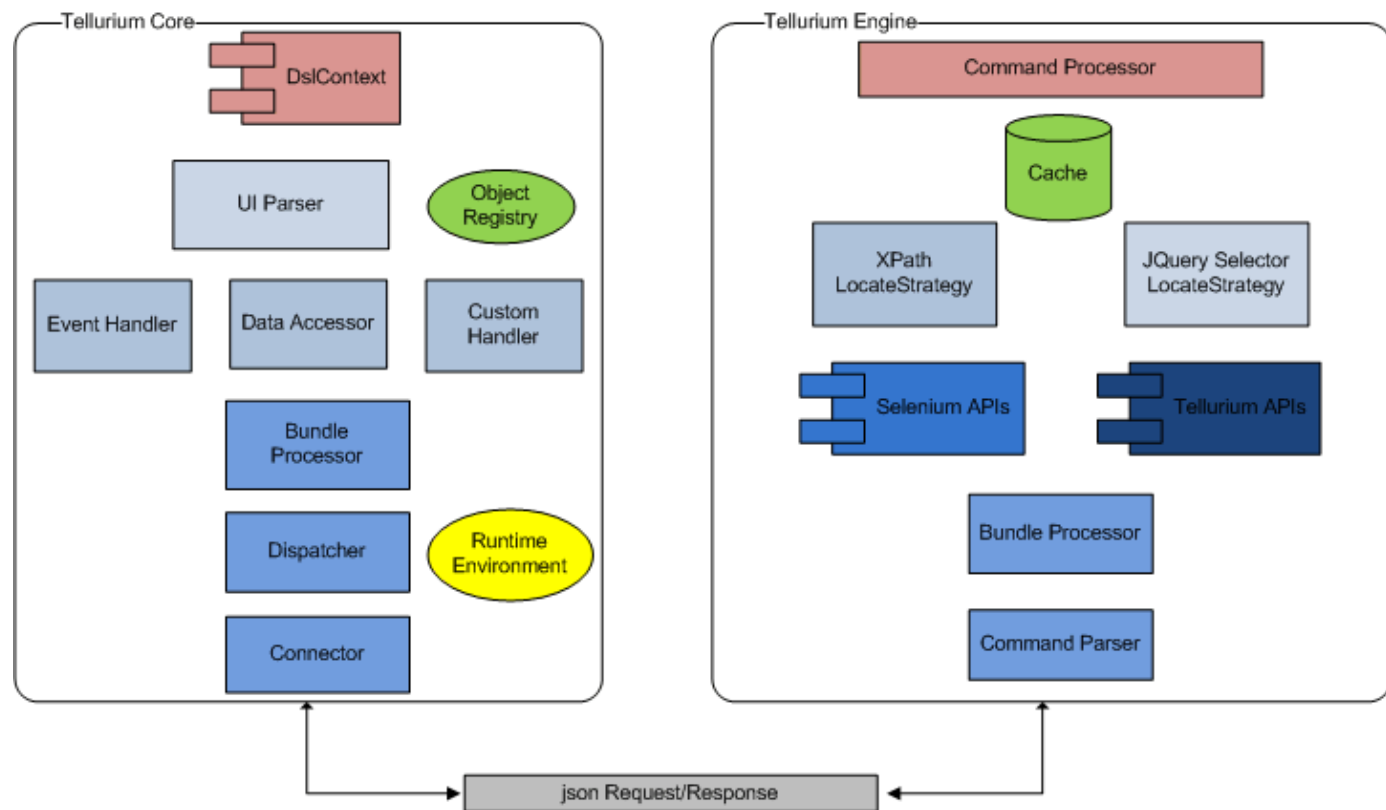 Tellurium Core
DslContext
UI Parser
Object
Registry
Event Handler
Data Accessor
Custom
Handler
Bundle
Processor
Dispatcher
Runtime
Environment
Connector
Tellurium Engine
Command Processor
Cache
XPath
LocateStrategy
JQuery Selector
LocateStrategy
Selenium APIs
Tellurium APIs
Bundle Processor
Command Parser
json Request/Response